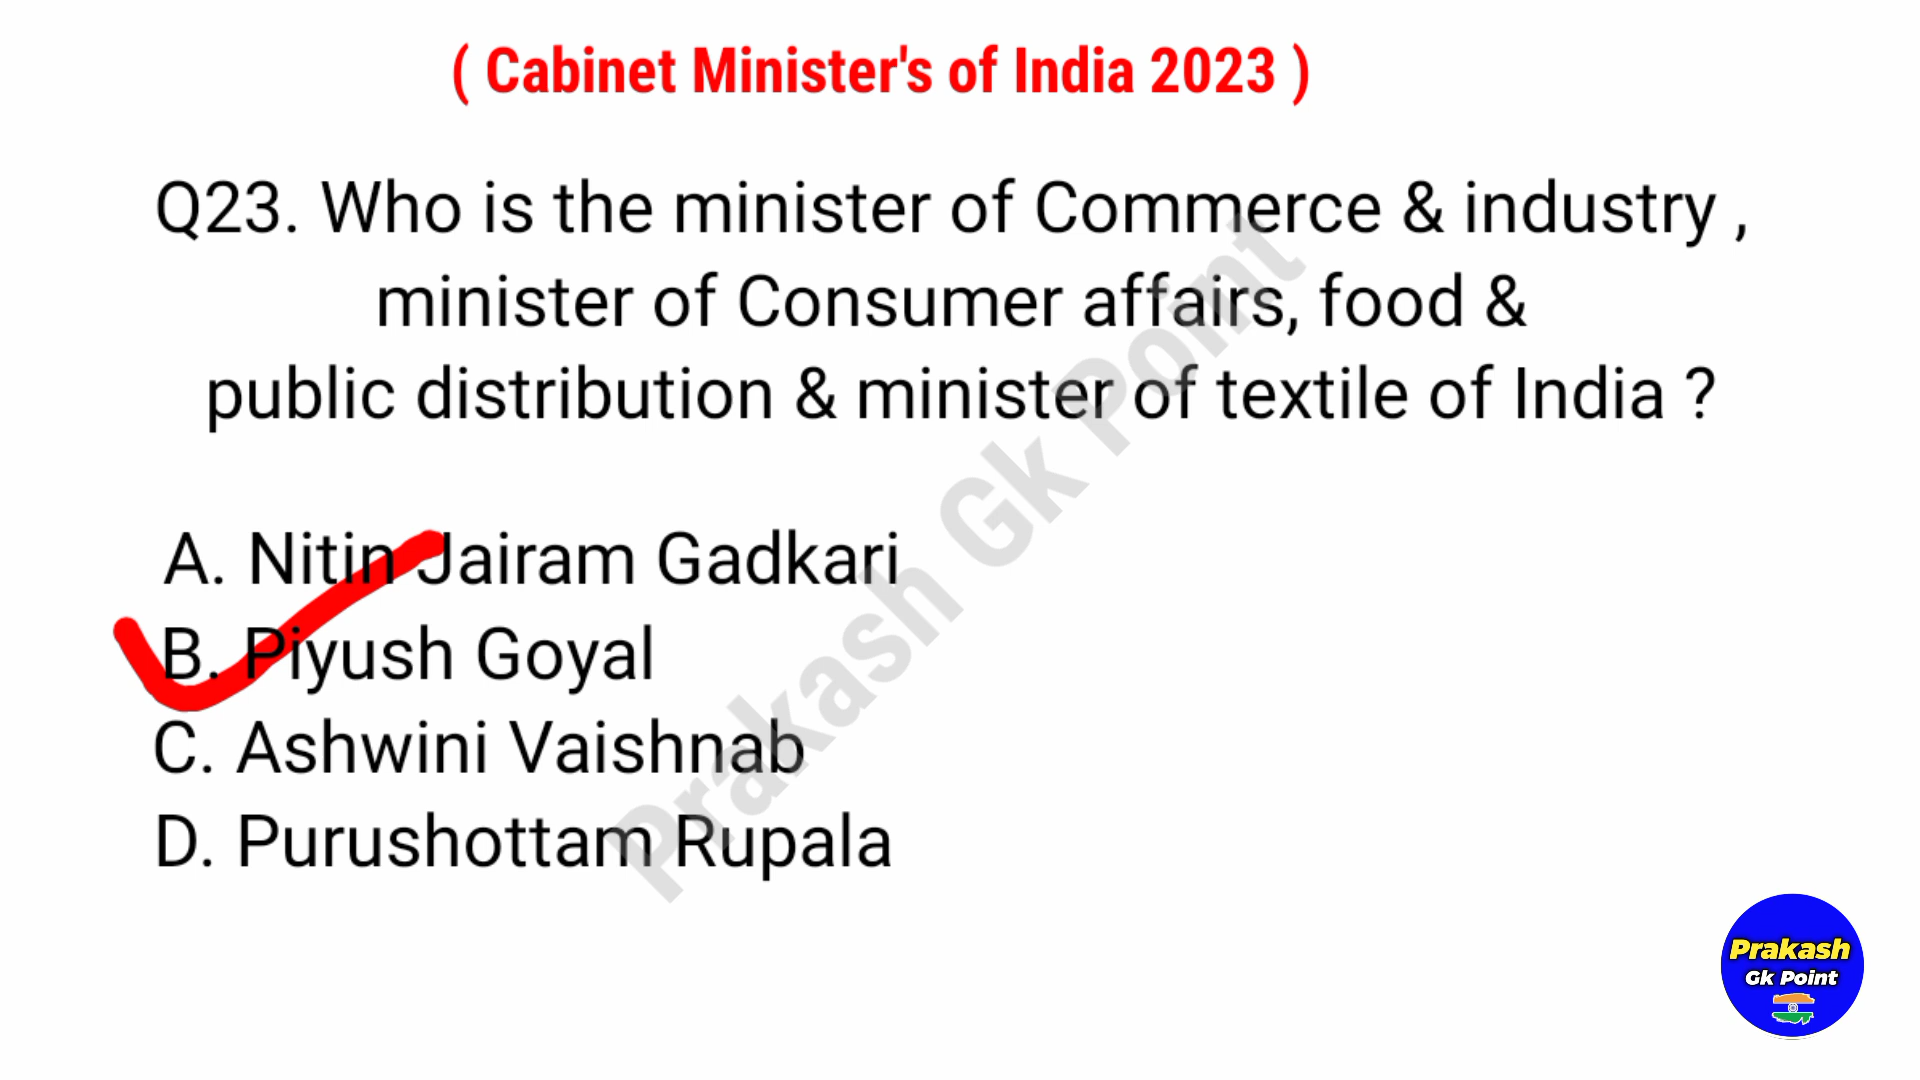 ( Cabinet Minister's of India 2023 )
Q23. Who is the minister of Commerce & industry ,
minister of Consumer affairs, food &
public distribution & minister of textile of India ?
A. Nitin Jairam Gadkari
B. Piyush Goyal
C. Ashwini Vaishnab
D. Purushottam Rupala
Prakash Gk Point
Prakash
Gk Point